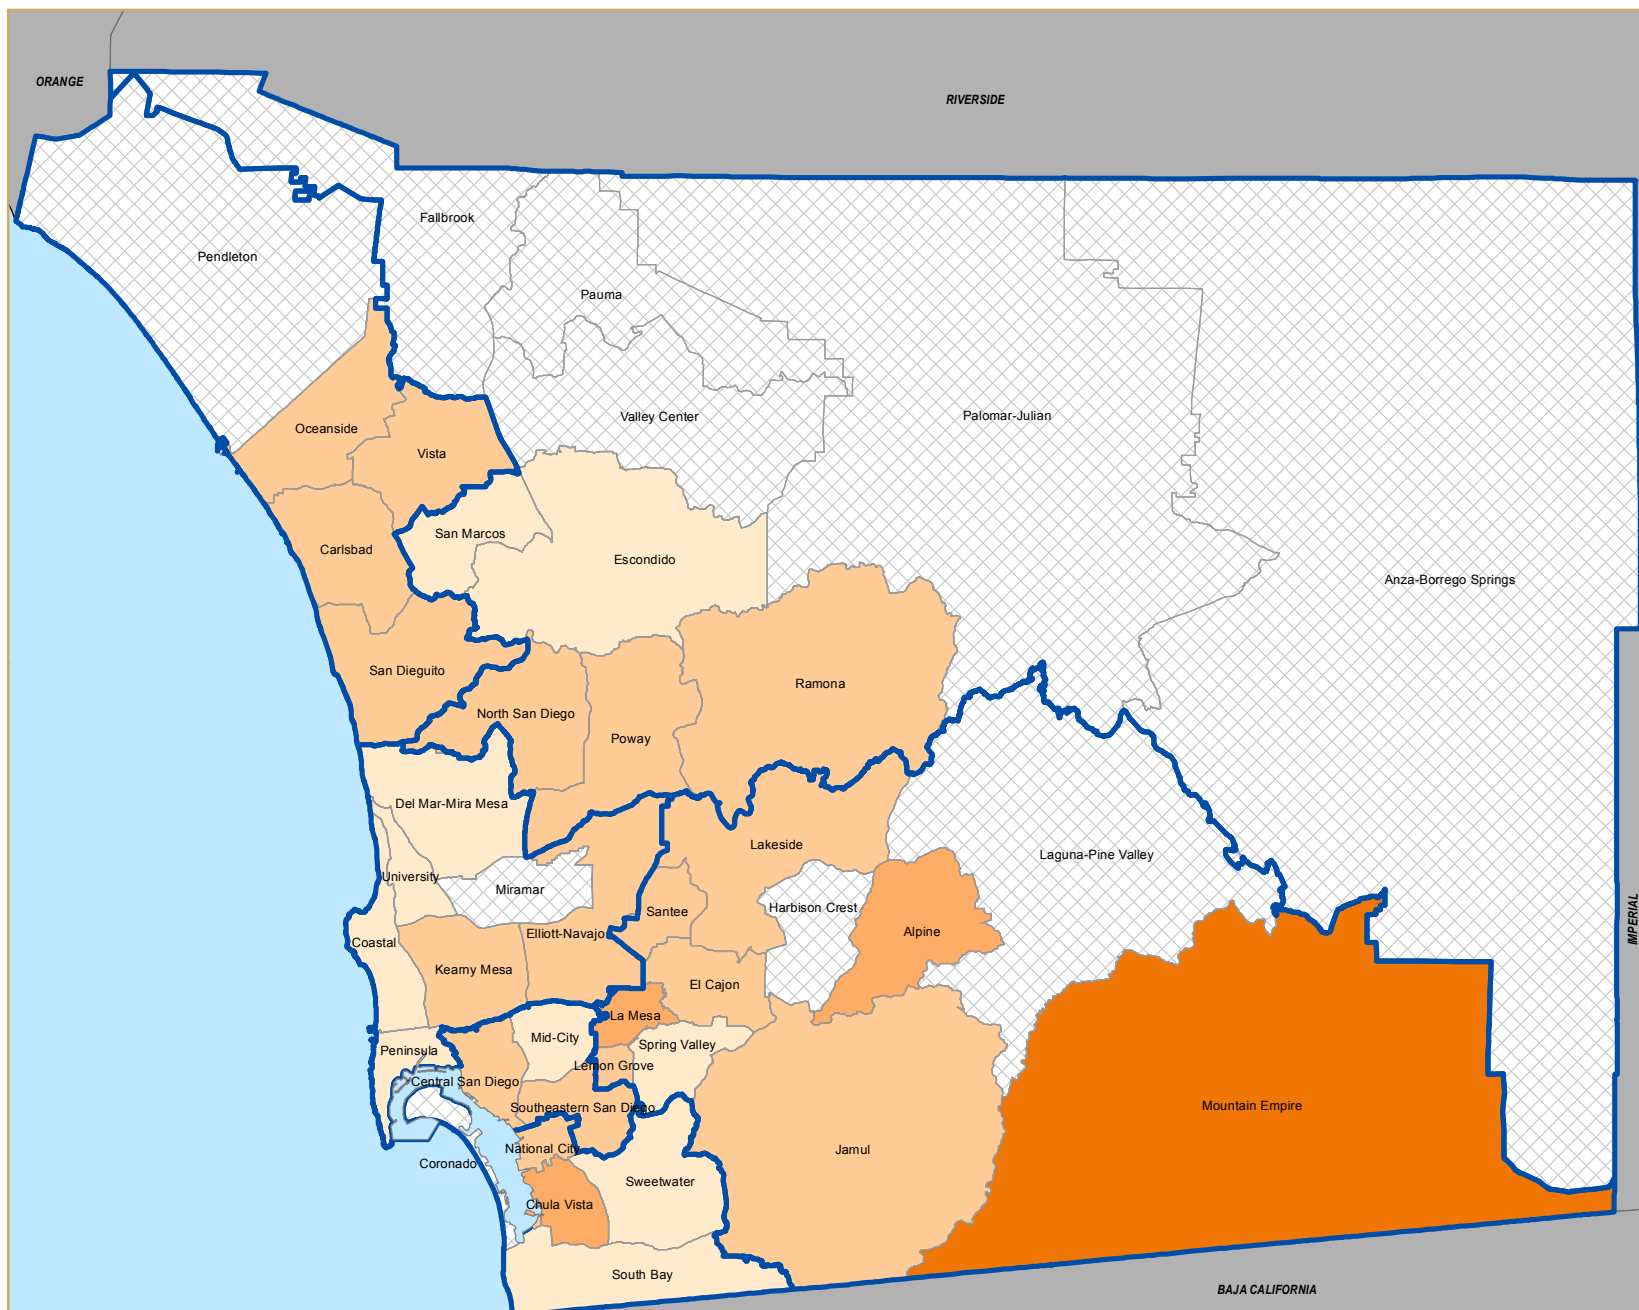 ORANGE
RIVERSIDE
Fallbrook
Pendleton
Pauma
Valley Center
Palomar-Julian
Oceanside
Vista
San Marcos
Carlsbad
Escondido
Anza-Borrego Springs
San Dieguito
Ramona
North San Diego
Poway
Del Mar-Mira Mesa
Lakeside
Laguna-Pine Valley
University
Miramar
Harbison Crest
Santee
IMPERIAL
Alpine
Elliott-Navajo
Coastal
Kearny Mesa
El Cajon
La Mesa
Mid-City
Spring Valley
Peninsula
Lemon Grove
Central San Diego
Southeastern San Diego
Mountain Empire
National City
Jamul
Coronado
Sweetwater
Chula Vista
South Bay
BAJA CALIFORNIA